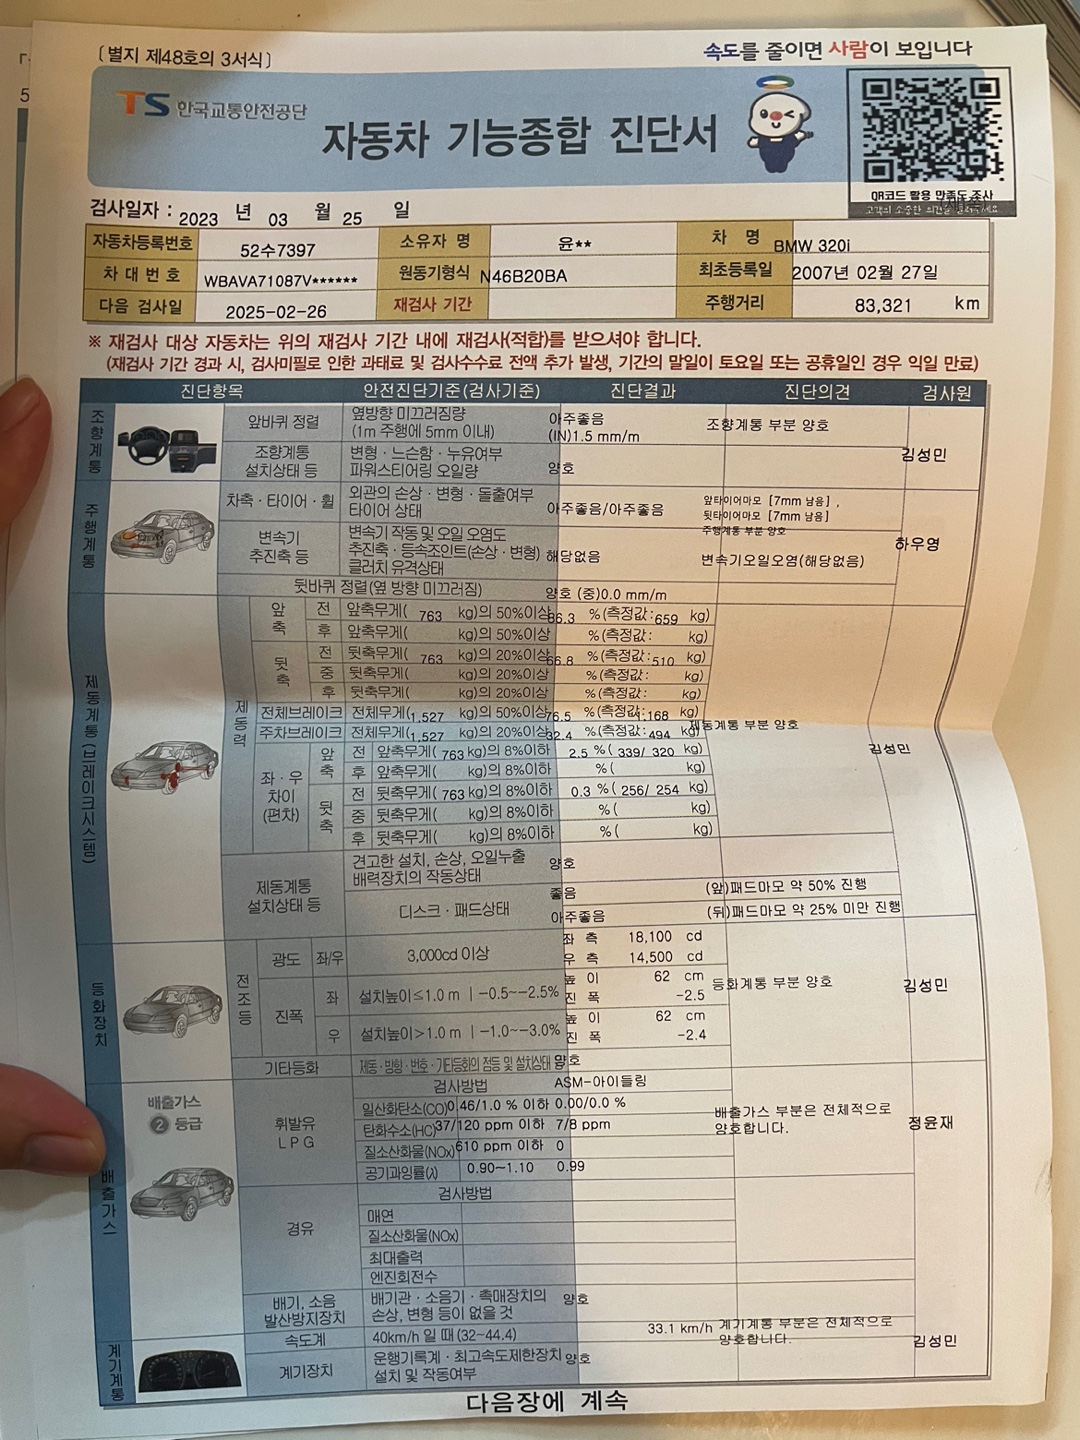 [별지 제48호의 3서식]
속도를 줄이면 사람이 보입니다
TS 한국교통안전공단
자동차 기능종합 진단서
QR코드 활용 만족도 조사
검사일자 : 2023 년 03 월 25 일
자동차등록번호 52수7397 소유자 명 윤** 차 명 BMW 320i
차 대 번 호 WBAVA71087V****** 원동기형식 N46B20BA 최초등록일 2007년 02월 27일
다음 검사일 2025-02-26 재검사 기간 주행거리 83,321 km
※ 재검사 대상 자동차는 위의 재검사 기간 내에 재검사(적합)를 받으셔야 합니다.
(재검사 기간 경과 시, 검사미필로 인한 과태료 및 검사수수료 전액 추가 발생, 기간의 말일이 토요일 또는 공휴일인 경우 익일 만료)
진단항목 안전진단기준(검사기준) 진단결과 진단의견 검사원
조향계통
앞바퀴 정렬 옆방향 미끄러짐량 아주좋음 조향계통 부분 양호
(1m 주행에 5mm 이내) (IN)1.5 mm/m
조향계통 변형·느슨함·누유여부 김성민
설치상태 등 파워스티어링 오일량 양호
주행계통
차축·타이어·휠 외관의 손상·변형·돌출여부 앞타이어마모 [7mm 남음] ,
타이어 상태 아주좋음/아주좋음 뒷타이어마모 [7mm 남음]
주행계통 부분 양호
변속기 변속기 작동 및 오일 오염도 하우영
추진축 등 추진축·등속조인트(손상·변형) 해당없음 변속기오일오염(해당없음)
클러치 유격상태
뒷바퀴 정렬(옆 방향 미끄러짐) 양호 (중)0.0 mm/m
제동계통(브레이크시스템)
제동력
앞축 전 앞축무게( 763 kg)의 50%이상 86.3 %(측정값:659 kg)
후 앞축무게( kg)의 50%이상 %(측정값: kg)
뒷축 전 뒷축무게( 763 kg)의 20%이상 66.8 %(측정값:510 kg)
중 뒷축무게( kg)의 20%이상 %(측정값: kg)
후 뒷축무게( kg)의 20%이상 %(측정값: kg)
전체브레이크 전체무게(1,527 kg)의 50%이상 76.5 %(측정값:1,168 kg)
주차브레이크 전체무게(1,527 kg)의 20%이상 32.4 %(측정값:494 kg) 제동계통 부분 양호
좌·우 차이 (편차) 앞축 전 앞축무게( 763 kg)의 8%이하 2.5 %( 339/ 320 kg) 김성민
후 앞축무게( kg)의 8%이하 %( kg)
뒷축 전 뒷축무게( 763 kg)의 8%이하 0.3 %( 256/ 254 kg)
중 뒷축무게( kg)의 8%이하 %( kg)
후 뒷축무게( kg)의 8%이하 %( kg)
제동계통 설치상태 등 견고한 설치, 손상, 오일누출 양호
배력장치의 작동상태
디스크·패드상태 좋음 (앞)패드마모 약 50% 진행
아주좋음 (뒤)패드마모 약 25% 미만 진행
등화장치
전조등 광도 좌/우 3,000cd 이상 좌 측 18,100 cd
우 측 14,500 cd
진폭 좌 설치높이≤1.0 m | -0.5~-2.5% 높 이 62 cm 등화계통 부분 양호 김성민
진 폭 -2.5
우 설치높이>1.0 m | -1.0~-3.0% 높 이 62 cm
진 폭 -2.4
기타등화 제동·방향·번호·기타등화의 점등 및 설치상태 양호
배출가스
배출가스
2 등급
휘발유 LPG 검사방법 ASM-아이들링
일산화탄소(CO) 0.46/1.0 % 이하 0.00/0.0 % 배출가스 부분은 전체적으로
탄화수소(HC) 37/120 ppm 이하 7/8 ppm 양호합니다. 정윤재
질소산화물(NOx) 610 ppm 이하 0
공기과잉률(λ) 0.90~1.10 0.99
경유 검사방법
매연
질소산화물(NOx)
최대출력
엔진회전수
배기, 소음 배기관·소음기·촉매장치의 양호
발산방지장치 손상, 변형 등이 없을 것
계기계통
속도계 40km/h 일 때(32-44.4) 33.1 km/h 계기계통 부분은 전체적으로
양호합니다. 김성민
계기장치 운행기록계·최고속도제한장치 양호
설치 및 작동여부
다음장에 계속